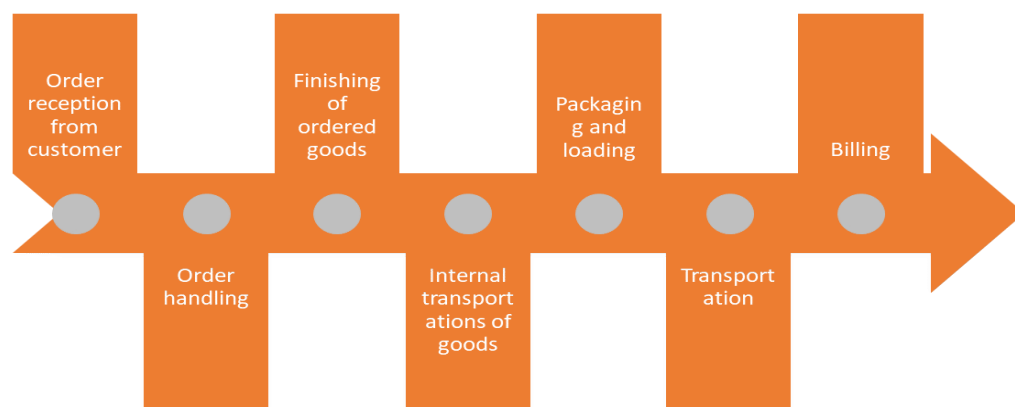 Order
reception
from
customer
Order
handling
Finishing
of
ordered
goods
Internal
transport
ations of
goods
Packagin
g and
loading
Transport
ation
Billing